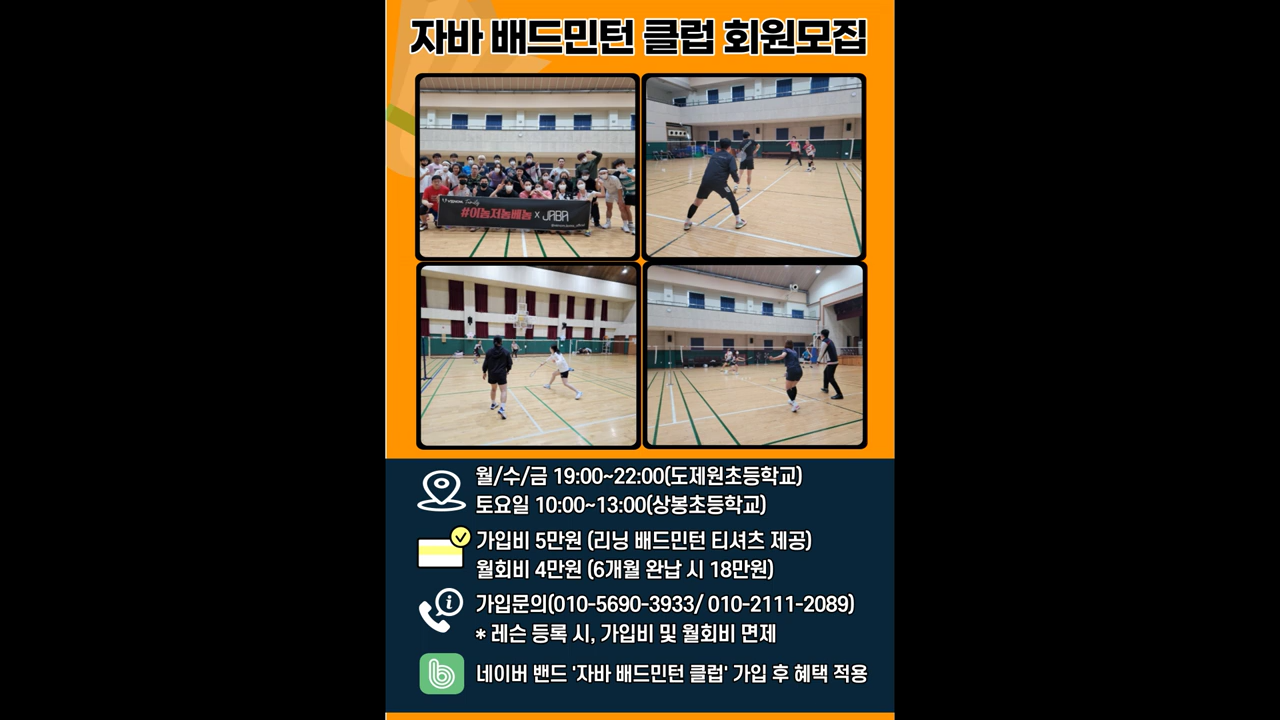 자바 배드민턴 클럽 회원모집
#이놈저놈배놈 X JABA
월/수/금 19:00~22:00(도제원초등학교)
토요일 10:00~13:00(상봉초등학교)
가입비 5만원 (리닝 배드민턴 티셔츠 제공)
월회비 4만원 (6개월 완납 시 18만원)
가입문의(010-5690-3933/ 010-2111-2089)
* 레슨 등록 시, 가입비 및 월회비 면제
네이버 밴드 '자바 배드민턴 클럽' 가입 후 혜택 적용